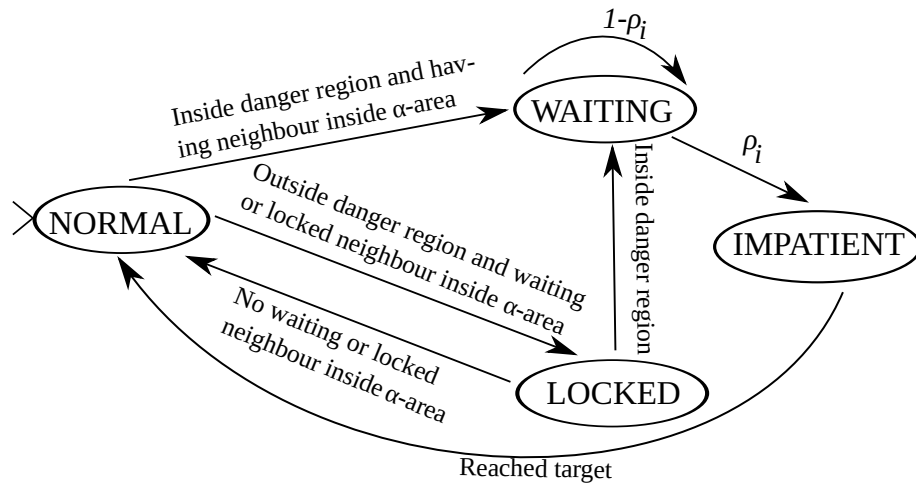 1-ρi
WAITING
Inside danger region and hav-
ing neighbour inside α-area
ρi
Inside danger region
Outside danger region and waiting
or locked neighbour inside α-area
NORMAL
IMPATIENT
No waiting or locked
neighbour inside α-area
LOCKED
Reached target